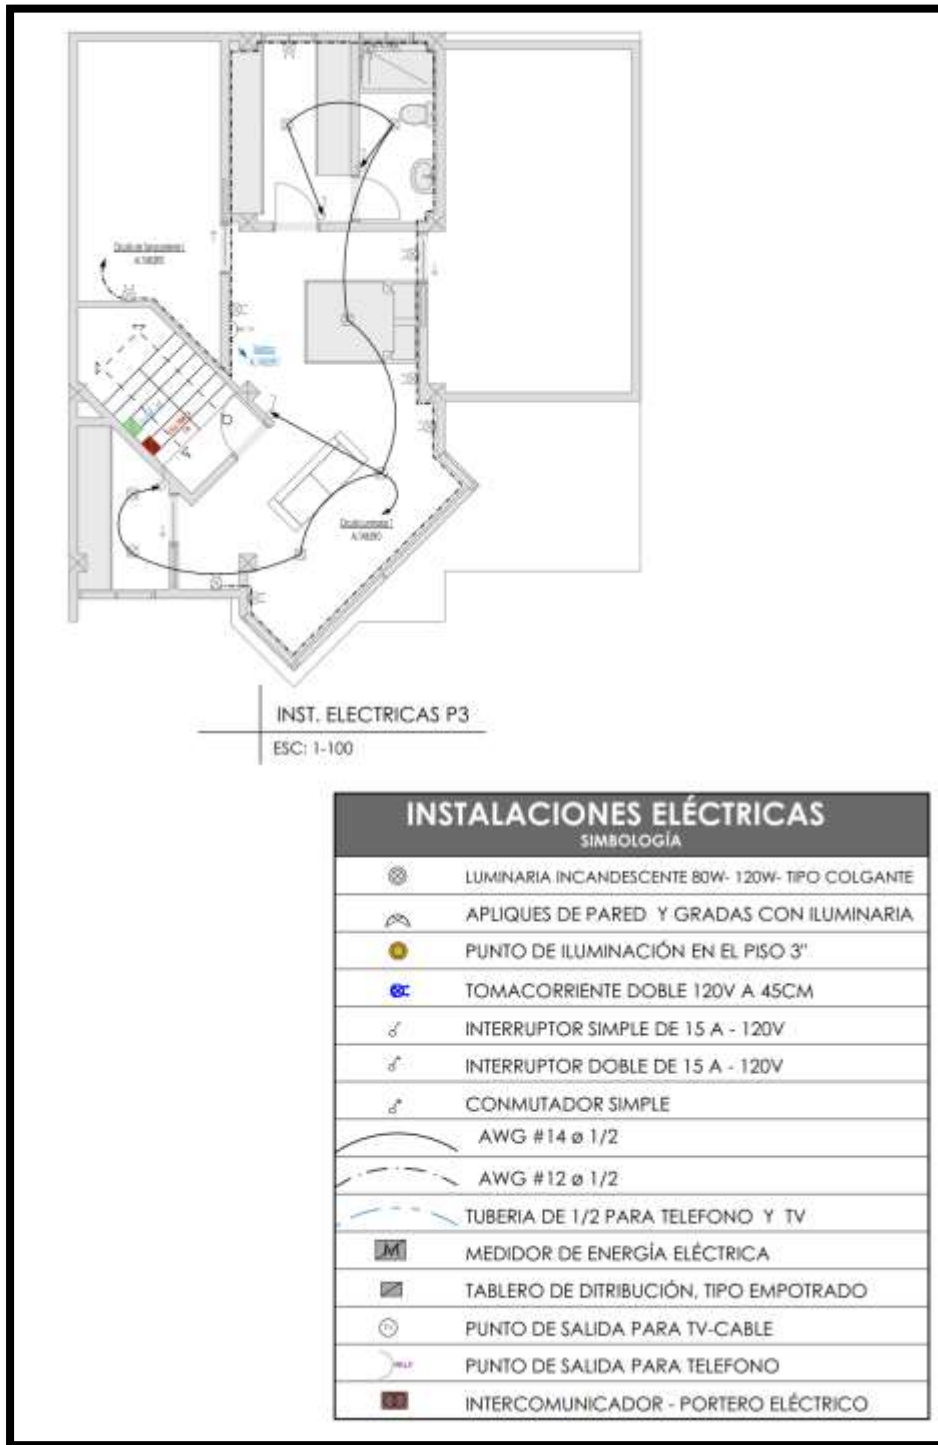 A TABLERO
A TABLERO
INST. ELECTRICAS P3
ESC: 1-100
INSTALACIONES ELÉCTRICAS
SIMBOLOGÍA
LUMINARIA INCANDESCENTE 80W- 120W- TIPO COLGANTE
APLIQUES DE PARED Y GRADAS CON ILUMINARIA
PUNTO DE ILUMINACIÓN EN EL PISO 3"
TOMACORRIENTE DOBLE 120V A 45CM
INTERRUPTOR SIMPLE DE 15 A - 120V
INTERRUPTOR DOBLE DE 15 A - 120V
CONMUTADOR SIMPLE
AWG #14 ø 1/2
AWG #12 ø 1/2
TUBERIA DE 1/2 PARA TELEFONO Y TV
M MEDIDOR DE ENERGÍA ELÉCTRICA
TABLERO DE DITRIBUCIÓN, TIPO EMPOTRADO
PUNTO DE SALIDA PARA TV-CABLE
PUNTO DE SALIDA PARA TELEFONO
INTERCOMUNICADOR - PORTERO ELÉCTRICO